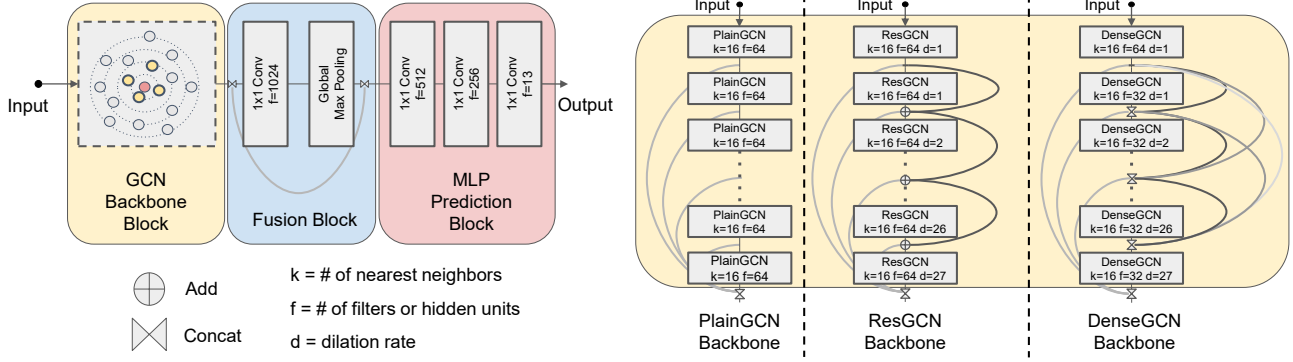 Input
1x1 Conv
f=1024
Global
Max Pooling
1x1 Conv
f=512
1x1 Conv
f=256
1x1 Conv
f=13
Output
GCN
Backbone
Block
Fusion Block
MLP
Prediction
Block
Add
Concat
k = # of nearest neighbors
f = # of filters or hidden units
d = dilation rate
Input
PlainGCN
k=16 f=64
PlainGCN
k=16 f=64
PlainGCN
k=16 f=64
PlainGCN
k=16 f=64
PlainGCN
k=16 f=64
PlainGCN
Backbone
Input
ResGCN
k=16 f=64 d=1
ResGCN
k=16 f=64 d=1
ResGCN
k=16 f=64 d=2
ResGCN
k=16 f=64 d=26
ResGCN
k=16 f=64 d=27
ResGCN
Backbone
Input
DenseGCN
k=16 f=64 d=1
DenseGCN
k=16 f=32 d=1
DenseGCN
k=16 f=32 d=2
DenseGCN
k=16 f=32 d=26
DenseGCN
k=16 f=32 d=27
DenseGCN
Backbone